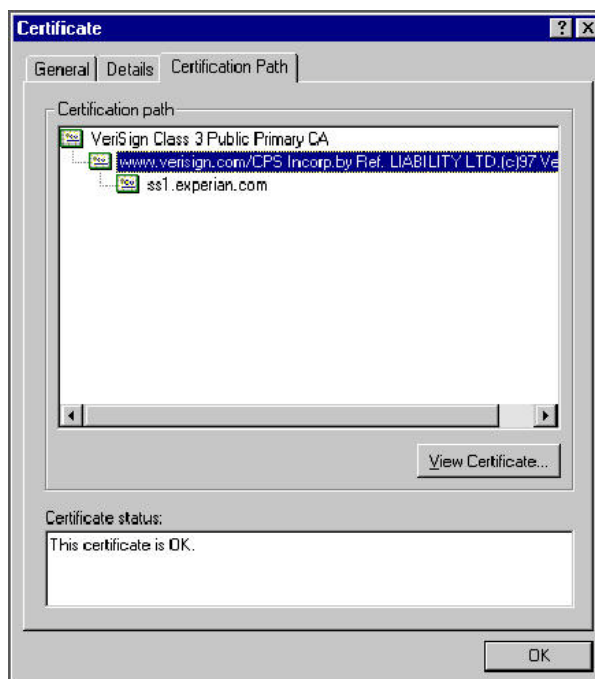 Certificate
General Details Certification Path
Certification path
VeriSign Class 3 Public Primary CA
www.verisign.com/CPS Incorp.by Ref. LIABILITY LTD.(c)97 Ve
ss1.experian.com
View Certificate...
Certificate status:
This certificate is OK.
OK